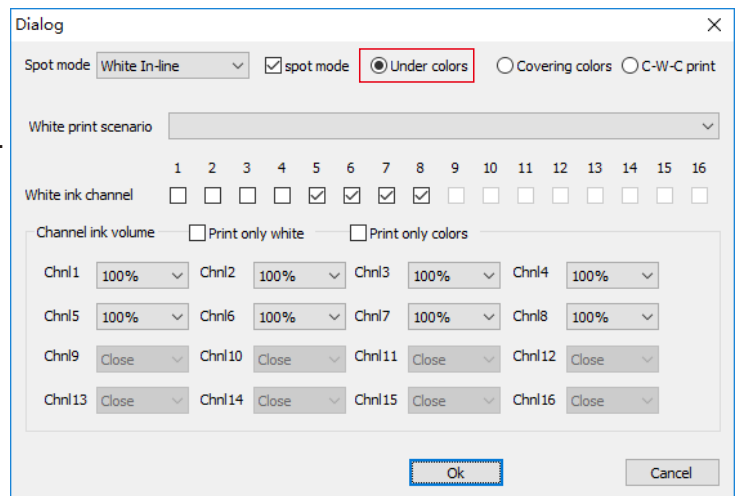 Dialog
Spot mode White In-line spot mode Under colors Covering colors C-W-C print
White print scenario
1 2 3 4 5 6 7 8 9 10 11 12 13 14 15 16
White ink channel
Channel ink volume Print only white Print only colors
Chnl1 100% Chnl2 100% Chnl3 100% Chnl4 100%
Chnl5 100% Chnl6 100% Chnl7 100% Chnl8 100%
Chnl9 Close Chnl10 Close Chnl11 Close Chnl12 Close
Chnl13 Close Chnl14 Close Chnl15 Close Chnl16 Close
Ok Cancel